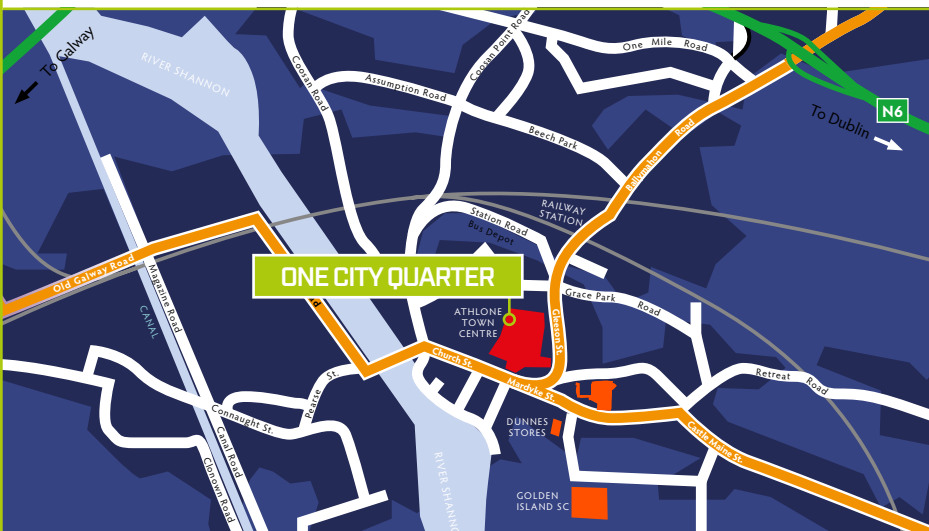 To Galway
RIVER SHANNON
Coosan Road
Coosan Point Road
One Mile Road
Assumption Road
Beech Park
Ballymahon Road
N6
To Dublin
RAILWAY
STATION
Station Road
Bus Depot
Old Galway Road
Magazine Road
CANAL
ONE CITY QUARTER
Grace Park Road
ATHLONE
TOWN
CENTRE
Gleeson St.
Church St.
Mardyke St.
Pearse St.
Connaught St.
Canal Road
Clonown Road
DUNNES
STORES
Retreat Road
Castle Maine St.
RIVER SHANNON
GOLDEN
ISLAND SC